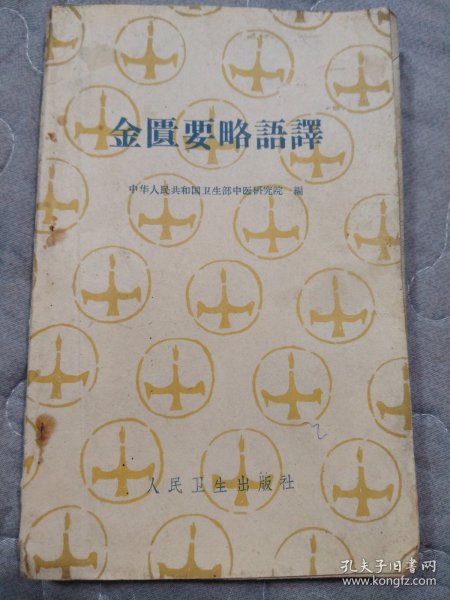 金匱要略語譯
中华人民共和国卫生部中医研究院 編
人民卫生出版社
孔夫子旧书网
www.kongfz.com